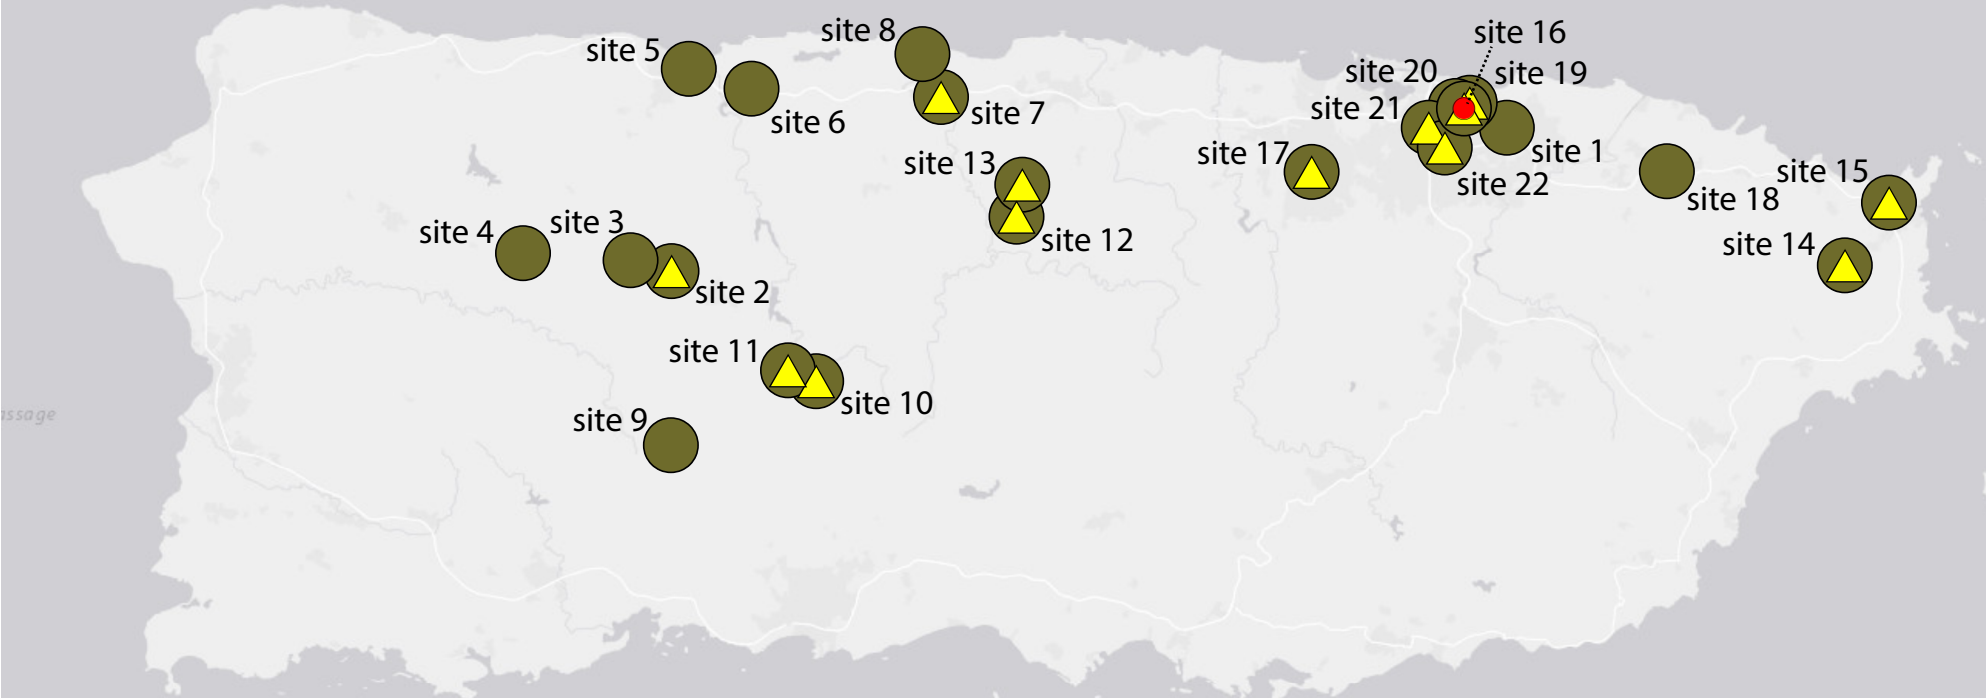 site 16
site 8
site 5
site 20
site 19
site 21
site 7
site 6
site 1
site 17
site 13
site 15
site 22
site 18
site 3
site 4
site 12
site 14
site 2
site 11
site 10
assage
site 9